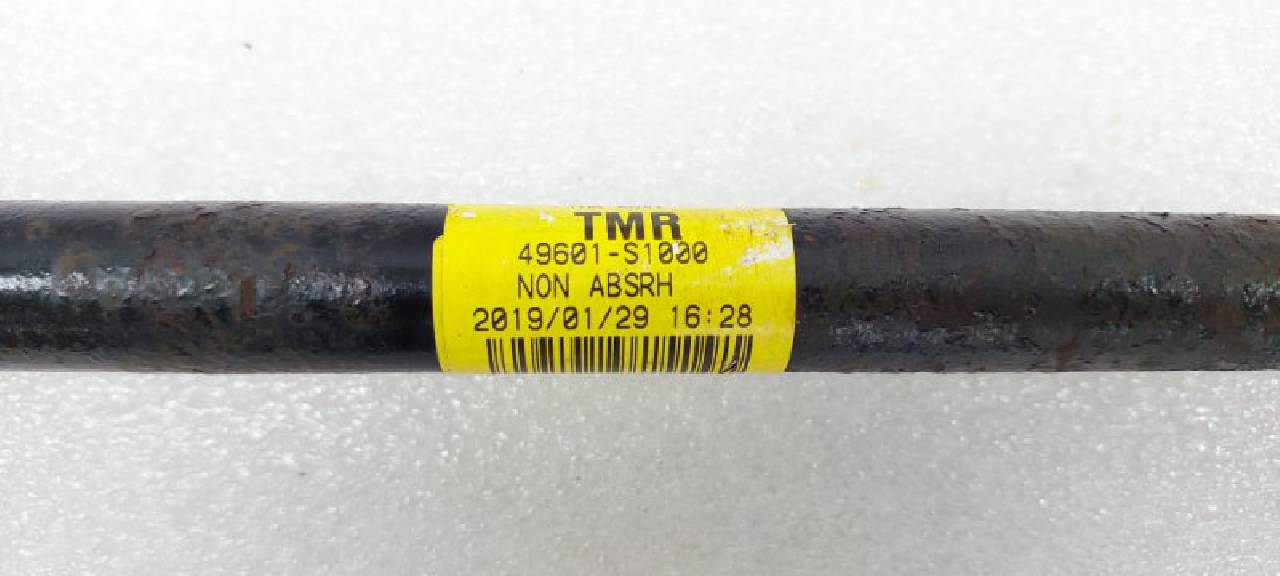 TMR
49601-S1000
NON ABSRH
2019/01/29 16:28